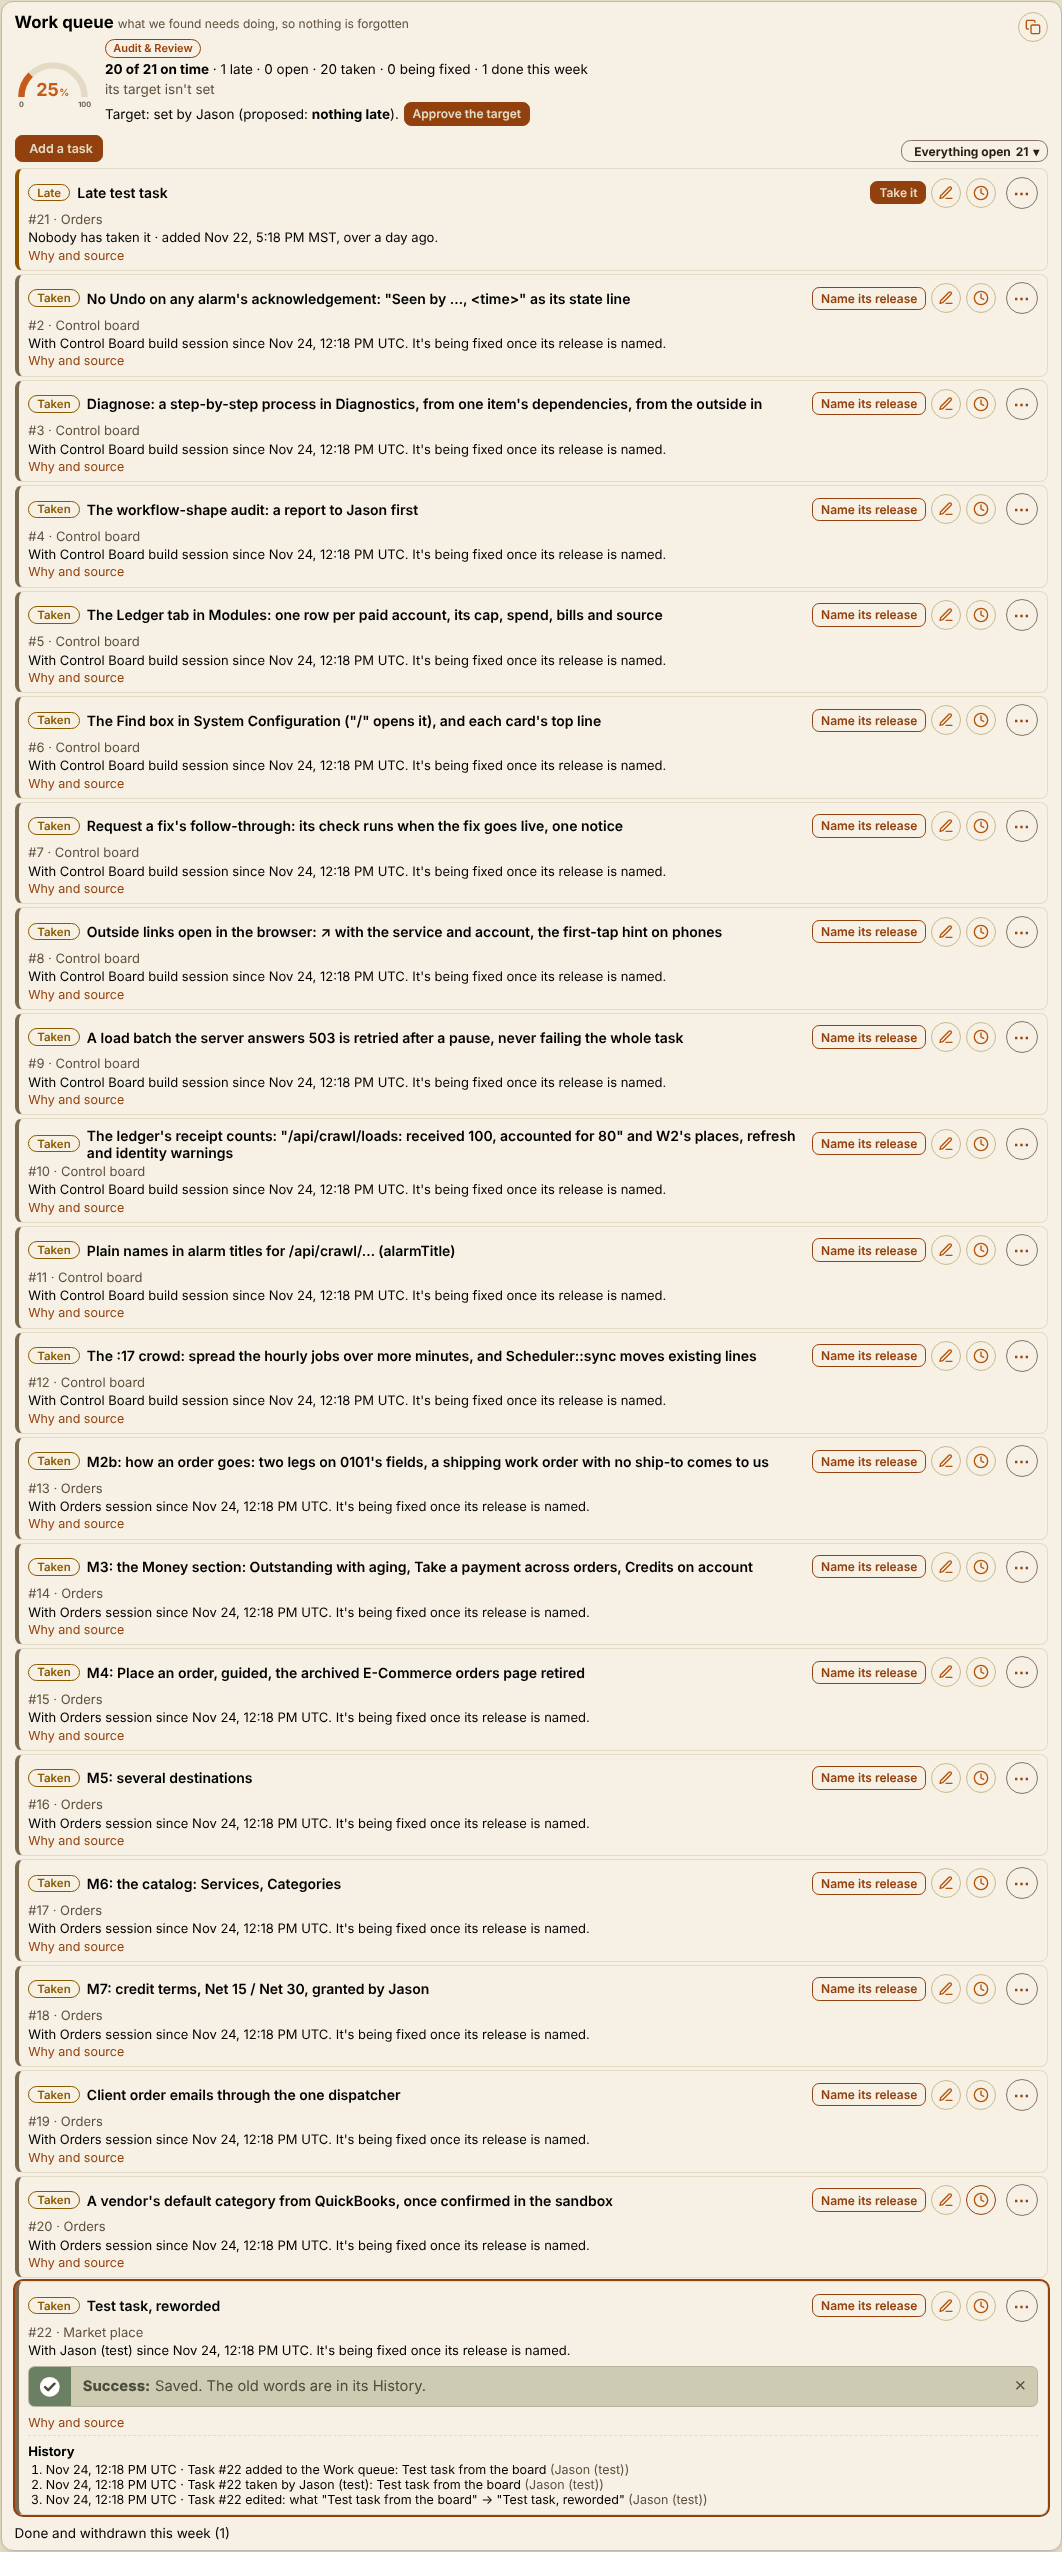 Work queue what we found needs doing, so nothing is forgotten
Audit & Review
25%
0 100
20 of 21 on time · 1 late · 0 open · 20 taken · 0 being fixed · 1 done this week
its target isn't set
Target: set by Jason (proposed: nothing late). Approve the target
Add a task
Everything open 21 ▾
Late Late test task Take it
#21 · Orders
Nobody has taken it · added Nov 22, 5:18 PM MST, over a day ago.
Why and source
Taken No Undo on any alarm's acknowledgement: "Seen by ..., <time>" as its state line Name its release
#2 · Control board
With Control Board build session since Nov 24, 12:18 PM UTC. It's being fixed once its release is named.
Why and source
Taken Diagnose: a step-by-step process in Diagnostics, from one item's dependencies, from the outside in Name its release
#3 · Control board
With Control Board build session since Nov 24, 12:18 PM UTC. It's being fixed once its release is named.
Why and source
Taken The workflow-shape audit: a report to Jason first Name its release
#4 · Control board
With Control Board build session since Nov 24, 12:18 PM UTC. It's being fixed once its release is named.
Why and source
Taken The Ledger tab in Modules: one row per paid account, its cap, spend, bills and source Name its release
#5 · Control board
With Control Board build session since Nov 24, 12:18 PM UTC. It's being fixed once its release is named.
Why and source
Taken The Find box in System Configuration ("/" opens it), and each card's top line Name its release
#6 · Control board
With Control Board build session since Nov 24, 12:18 PM UTC. It's being fixed once its release is named.
Why and source
Taken Request a fix's follow-through: its check runs when the fix goes live, one notice Name its release
#7 · Control board
With Control Board build session since Nov 24, 12:18 PM UTC. It's being fixed once its release is named.
Why and source
Taken Outside links open in the browser: ↗ with the service and account, the first-tap hint on phones Name its release
#8 · Control board
With Control Board build session since Nov 24, 12:18 PM UTC. It's being fixed once its release is named.
Why and source
Taken A load batch the server answers 503 is retried after a pause, never failing the whole task Name its release
#9 · Control board
With Control Board build session since Nov 24, 12:18 PM UTC. It's being fixed once its release is named.
Why and source
Taken The ledger's receipt counts: "/api/crawl/loads: received 100, accounted for 80" and W2's places, refresh
and identity warnings Name its release
#10 · Control board
With Control Board build session since Nov 24, 12:18 PM UTC. It's being fixed once its release is named.
Why and source
Taken Plain names in alarm titles for /api/crawl/... (alarmTitle) Name its release
#11 · Control board
With Control Board build session since Nov 24, 12:18 PM UTC. It's being fixed once its release is named.
Why and source
Taken The :17 crowd: spread the hourly jobs over more minutes, and Scheduler::sync moves existing lines Name its release
#12 · Control board
With Control Board build session since Nov 24, 12:18 PM UTC. It's being fixed once its release is named.
Why and source
Taken M2b: how an order goes: two legs on 0101's fields, a shipping work order with no ship-to comes to us Name its release
#13 · Orders
With Orders session since Nov 24, 12:18 PM UTC. It's being fixed once its release is named.
Why and source
Taken M3: the Money section: Outstanding with aging, Take a payment across orders, Credits on account Name its release
#14 · Orders
With Orders session since Nov 24, 12:18 PM UTC. It's being fixed once its release is named.
Why and source
Taken M4: Place an order, guided, the archived E-Commerce orders page retired Name its release
#15 · Orders
With Orders session since Nov 24, 12:18 PM UTC. It's being fixed once its release is named.
Why and source
Taken M5: several destinations Name its release
#16 · Orders
With Orders session since Nov 24, 12:18 PM UTC. It's being fixed once its release is named.
Why and source
Taken M6: the catalog: Services, Categories Name its release
#17 · Orders
With Orders session since Nov 24, 12:18 PM UTC. It's being fixed once its release is named.
Why and source
Taken M7: credit terms, Net 15 / Net 30, granted by Jason Name its release
#18 · Orders
With Orders session since Nov 24, 12:18 PM UTC. It's being fixed once its release is named.
Why and source
Taken Client order emails through the one dispatcher Name its release
#19 · Orders
With Orders session since Nov 24, 12:18 PM UTC. It's being fixed once its release is named.
Why and source
Taken A vendor's default category from QuickBooks, once confirmed in the sandbox Name its release
#20 · Orders
With Orders session since Nov 24, 12:18 PM UTC. It's being fixed once its release is named.
Why and source
Taken Test task, reworded Name its release
#22 · Market place
With Jason (test) since Nov 24, 12:18 PM UTC. It's being fixed once its release is named.
Success: Saved. The old words are in its History. ✕
Why and source
History
1. Nov 24, 12:18 PM UTC · Task #22 added to the Work queue: Test task from the board (Jason (test))
2. Nov 24, 12:18 PM UTC · Task #22 taken by Jason (test): Test task from the board (Jason (test))
3. Nov 24, 12:18 PM UTC · Task #22 edited: what "Test task from the board" → "Test task, reworded" (Jason (test))
Done and withdrawn this week (1)